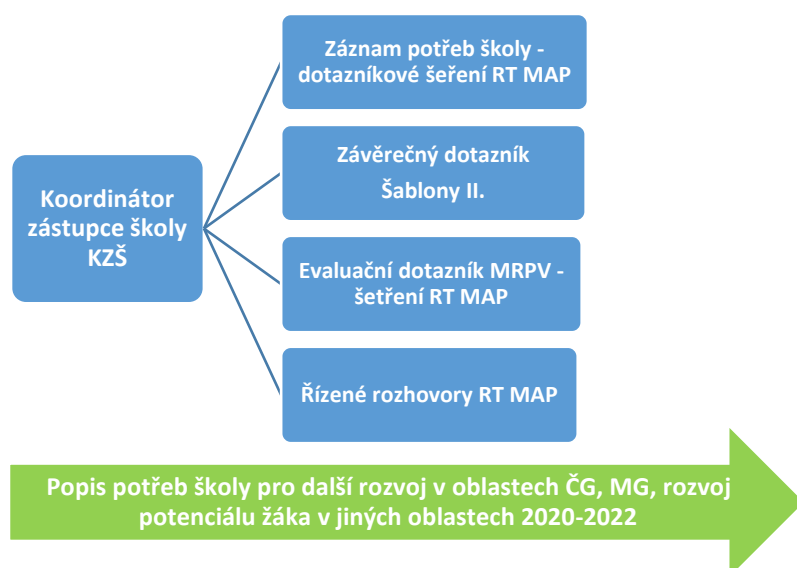 Záznam potřeb školy -
dotazníkové šeření RT MAP
Závěrečný dotazník
Šablony II.
Koordinátor
zástupce školy
KZŠ
Evaluační dotazník MRPV -
šetření RT MAP
Řízené rozhovory RT MAP
Popis potřeb školy pro další rozvoj v oblastech ČG, MG, rozvoj
potenciálu žáka v jiných oblastech 2020-2022